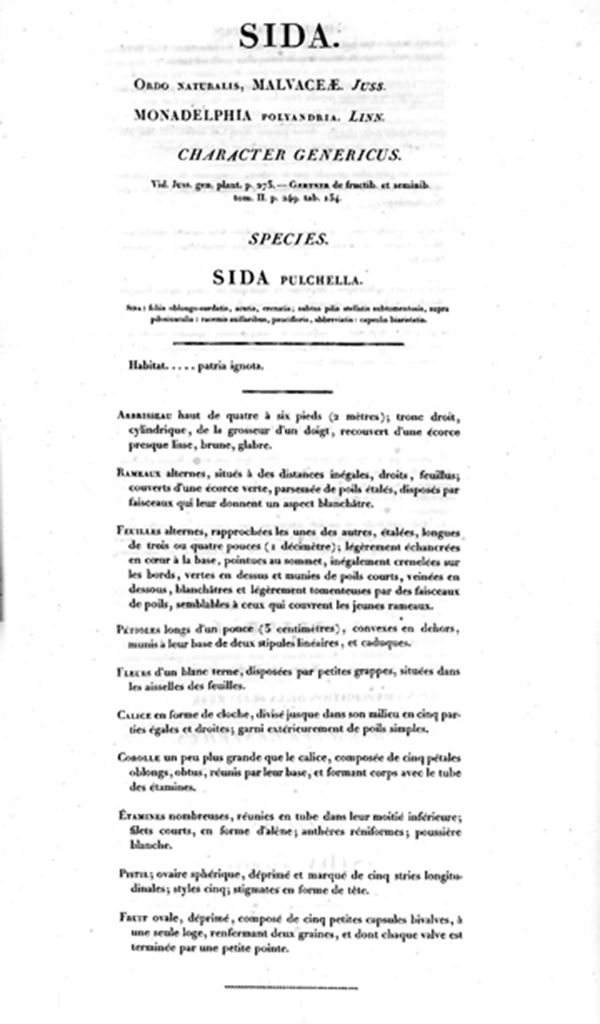 SIDA.
ORDO NATURALIS, MALVACEÆ. JUSS.
MONADELPHIA POLYANDRIA. LINN.
CHARACTER GENERICUS.
Vid. Juss. gen. plant. p. 273. — GÆRTNER de fructib. et seminib.
tom. II. p. 249. tab. 134.
SPECIES.
SIDA PULCHELLA.
SIDA : foliis oblongo-cordatis, acutis, crenatis; subtus pilis stellatis subtomentosis, supra
pilosiusculis : racemis axillaribus, paucifloris, abbreviatis : capsulis biaristatis.
Habitat..... patria ignota.
ARBRISSEAU haut de quatre à six pieds (2 mètres); tronc droit,
cylindrique, de la grosseur d'un doigt, recouvert d'une écorce
presque lisse, brune, glabre.
RAMEAUX alternes, situés à des distances inégales, droits, feuillus;
couverts d'une écorce verte, parsemée de poils étalés, disposés par
faisceaux qui leur donnent un aspect blanchâtre.
FEUILLES alternes, rapprochées les unes des autres, étalées, longues
de trois ou quatre pouces (1 décimètre); légèrement échancrées
en cœur à la base, pointues au sommet, inégalement crenelées sur
les bords, vertes en dessus et munies de poils courts, veinées en
dessous, blanchâtres et légèrement tomenteuses par des faisceaux
de poils, semblables à ceux qui couvrent les jeunes rameaux.
PÉTIOLES longs d'un pouce (3 centimètres), convexes en dehors,
munis à leur base de deux stipules linéaires, et caduques.
FLEURS d'un blanc terne, disposées par petites grappes, situées dans
les aisselles des feuilles.
CALICE en forme de cloche, divisé jusque dans son milieu en cinq par-
ties égales et droites; garni extérieurement de poils simples.
COROLLE un peu plus grande que le calice, composée de cinq pétales
oblongs, obtus, réunis par leur base, et formant corps avec le tube
des étamines.
ÉTAMINES nombreuses, réunies en tube dans leur moitié inférieure;
filets courts, en forme d'alène; anthères réniformes; poussière
blanche.
PISTIL; ovaire sphérique, déprimé et marqué de cinq stries longitu-
dinales; styles cinq; stigmates en forme de tête.
FRUIT ovale, déprimé, composé de cinq petites capsules bivalves, à
une seule loge, renfermant deux graines, et dont chaque valve est
terminée par une petite pointe.